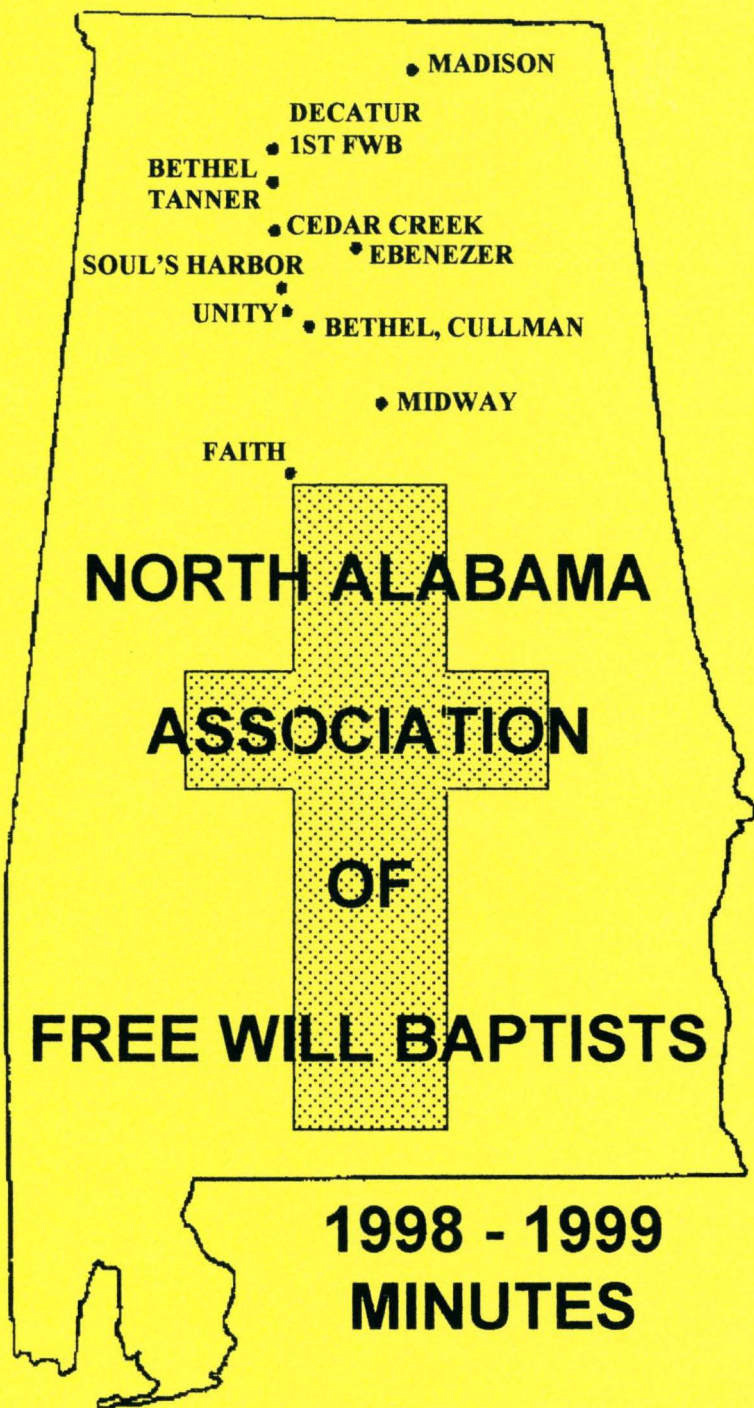 MADISON
DECATUR
1ST FWB
BETHEL
TANNER
CEDAR CREEK
EBENEZER
SOUL'S HARBOR
UNITY
BETHEL, CULLMAN
MIDWAY
FAITH
NORTH ALABAMA
ASSOCIATION
OF
FREE WILL BAPTISTS
1998 - 1999
MINUTES